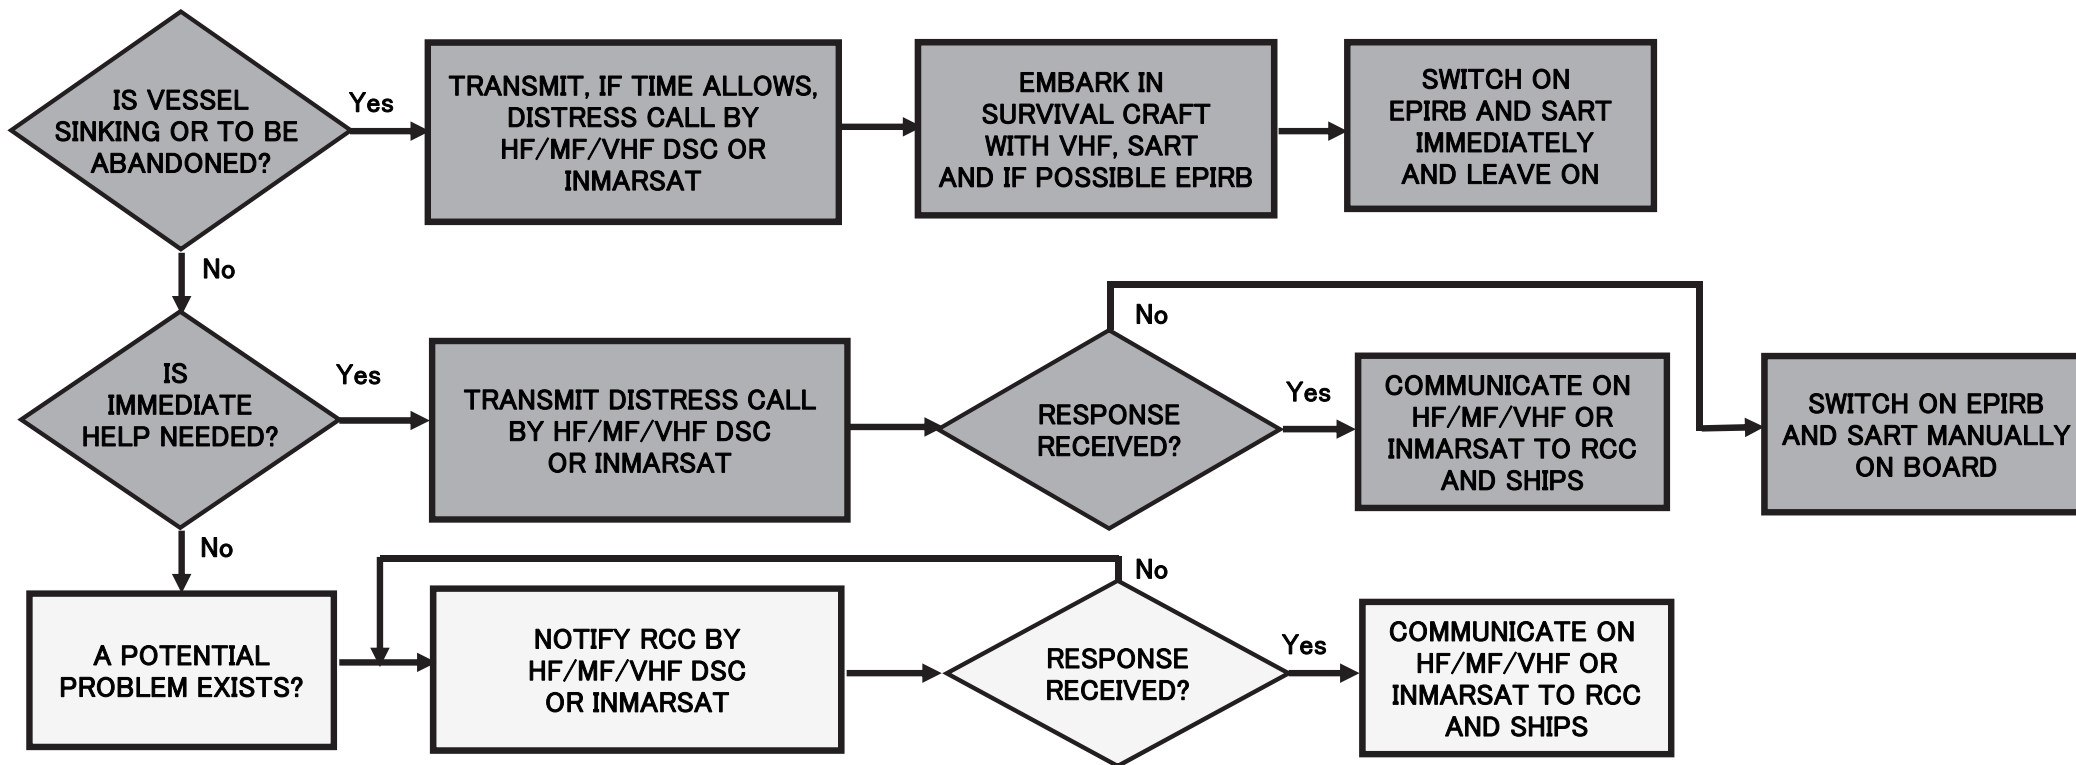 IS VESSEL
SINKING OR TO BE
ABANDONED?
Yes
TRANSMIT, IF TIME ALLOWS,
DISTRESS CALL BY
HF/MF/VHF DSC OR
INMARSAT
EMBARK IN
SURVIVAL CRAFT
WITH VHF, SART
AND IF POSSIBLE EPIRB
SWITCH ON
EPIRB AND SART
IMMEDIATELY
AND LEAVE ON
No
IS
IMMEDIATE
HELP NEEDED?
Yes
TRANSMIT DISTRESS CALL
BY HF/MF/VHF DSC
OR INMARSAT
RESPONSE
RECEIVED?
No
Yes
COMMUNICATE ON
HF/MF/VHF OR
INMARSAT TO RCC
AND SHIPS
SWITCH ON EPIRB
AND SART MANUALLY
ON BOARD
No
A POTENTIAL
PROBLEM EXISTS?
NOTIFY RCC BY
HF/MF/VHF DSC
OR INMARSAT
No
RESPONSE
RECEIVED?
Yes
COMMUNICATE ON
HF/MF/VHF OR
INMARSAT TO RCC
AND SHIPS